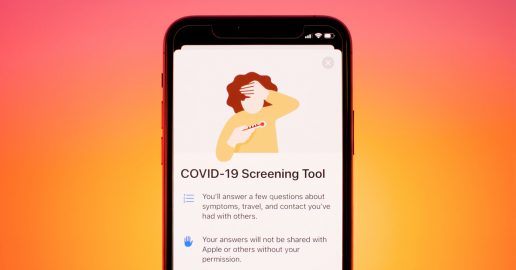 COVID-19 Screening Tool
You'll answer a few questions about
symptoms, travel, and contact you've
had with others.
Your answers will not be shared with
Apple or others without your
permission.